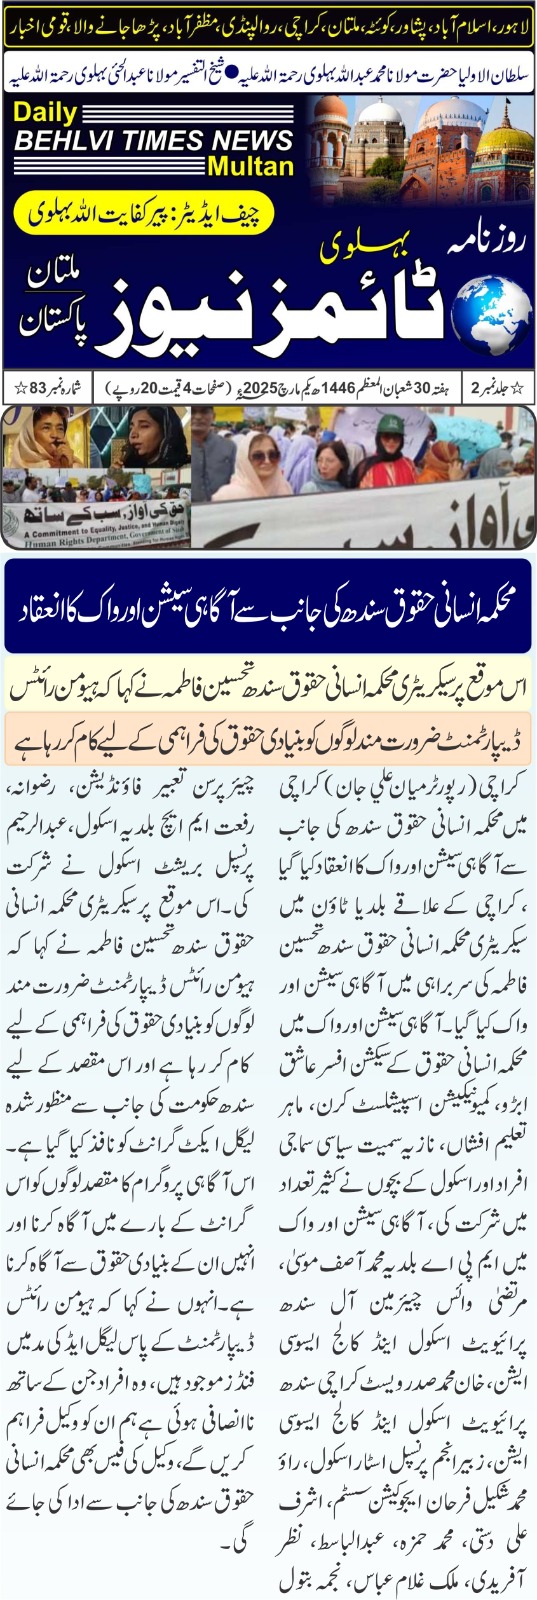 لاہور، اسلام آباد، پشاور، کوئٹہ، ملتان، کراچی، روالپنڈی، مظفر آباد، پڑھا جانے والا، قومی اخبار
سلطان الاولیا حضرت مولانا محمد عبد اللہ بہلوی رحمۃ اللہ علیہ ● شیخ التفسیر مولانا عبد الحئی بہلوی رحمۃ اللہ علیہ
Daily
BEHLVI TIMES NEWS
Multan
چیف ایڈیٹر: پیر کفایت اللہ بہلوی
روزنامہ
بہلوی
ٹائمز نیوز
ملتان
پاکستان
☆ جلد نمبر 2
ہفتہ 30 شعبان المعظم 1446ھ یکم مارچ 2025ء (صفحات 4 قیمت 20 روپے)
شمارہ نمبر 83 ☆
حق کی آواز، سب کے ساتھ
A Commitment to Equality, Justice, and Human Dignity
Human Rights Department, Government of Sindh
محکمہ انسانی حقوق سندھ کی جانب سے آگاہی سیشن اور واک کا انعقاد
اس موقع پر سیکریٹری محکمہ انسانی حقوق سندھ تحسین فاطمہ نے کہا کہ ہیومن رائٹس
ڈیپارٹمنٹ ضرورت مند لوگوں کو بنیادی حقوق کی فراہمی کے لیے کام کر رہا ہے
کراچی (رپورٹر میان علي جان) کراچی
میں محکمہ انسانی حقوق سندھ کی جانب
سے آگاہی سیشن اور واک کا انعقاد کیا گیا
، کراچی کے علاقے بلدیا ٹاؤن میں
سیکریٹری محکمہ انسانی حقوق سندھ تحسین
فاطمہ کی سربراہی میں آگاہی سیشن اور
واک کیا گیا۔ آگاہی سیشن اور واک میں
محکمہ انسانی حقوق کے سیکشن افسر عاشق
ابڑو، کمیونیکیشن اسپیشلسٹ کرن، ماہر
تعلیم افشاں، نازیہ سمیت سیاسی سماجی
افراد اور اسکول کے بچوں نے کثیر تعداد
میں شرکت کی، آگاہی سیشن اور واک
میں ایم پی اے بلدیہ محمد آصف موسیٰ،
مرتضیٰ وائس چیئرمین آل سندھ
پرائیویٹ اسکول اینڈ کالج ایسوسی
ایشن، خان محمد صدر ویسٹ کراچی سندھ
پرائیویٹ اسکول اینڈ کالج ایسوسی
ایشن، زبیر انجم پرنسپل اسٹار اسکول، راؤ
محمد شکیل فرحان ایجوکیشن سسٹم، اشرف
علی دستی، محمد حمزہ، عبدالباسط، نظر
آفریدی، ملک غلام عباس، نجمہ بتول
چیئر پرسن تعبیر فاؤنڈیشن، رضوانہ،
رفعت ایم ایچ بلدیہ اسکول، عبدالرحیم
پرنسپل بریشٹ اسکول نے شرکت
کی۔ اس موقع پر سیکریٹری محکمہ انسانی
حقوق سندھ تحسین فاطمہ نے کہا کہ
ہیومن رائٹس ڈیپارٹمنٹ ضرورت مند
لوگوں کو بنیادی حقوق کی فراہمی کے لیے
کام کر رہا ہے اور اس مقصد کے لیے
سندھ حکومت کی جانب سے منظور شدہ
لیگل ایکٹ گرانٹ کو نافذ کیا گیا ہے۔
اس آگاہی پروگرام کا مقصد لوگوں کو اس
گرانٹ کے بارے میں آگاہ کرنا اور
انہیں ان کے بنیادی حقوق سے آگاہ کرنا
ہے۔ انہوں نے کہا کہ ہیومن رائٹس
ڈیپارٹمنٹ کے پاس لیگل ایڈ کی مد میں
فنڈز موجود ہیں، وہ افراد جن کے ساتھ
ناانصافی ہوئی ہے ہم ان کو وکیل فراہم
کریں گے، وکیل کی فیس بھی محکمہ انسانی
حقوق سندھ کی جانب سے ادا کی جائے
گی۔